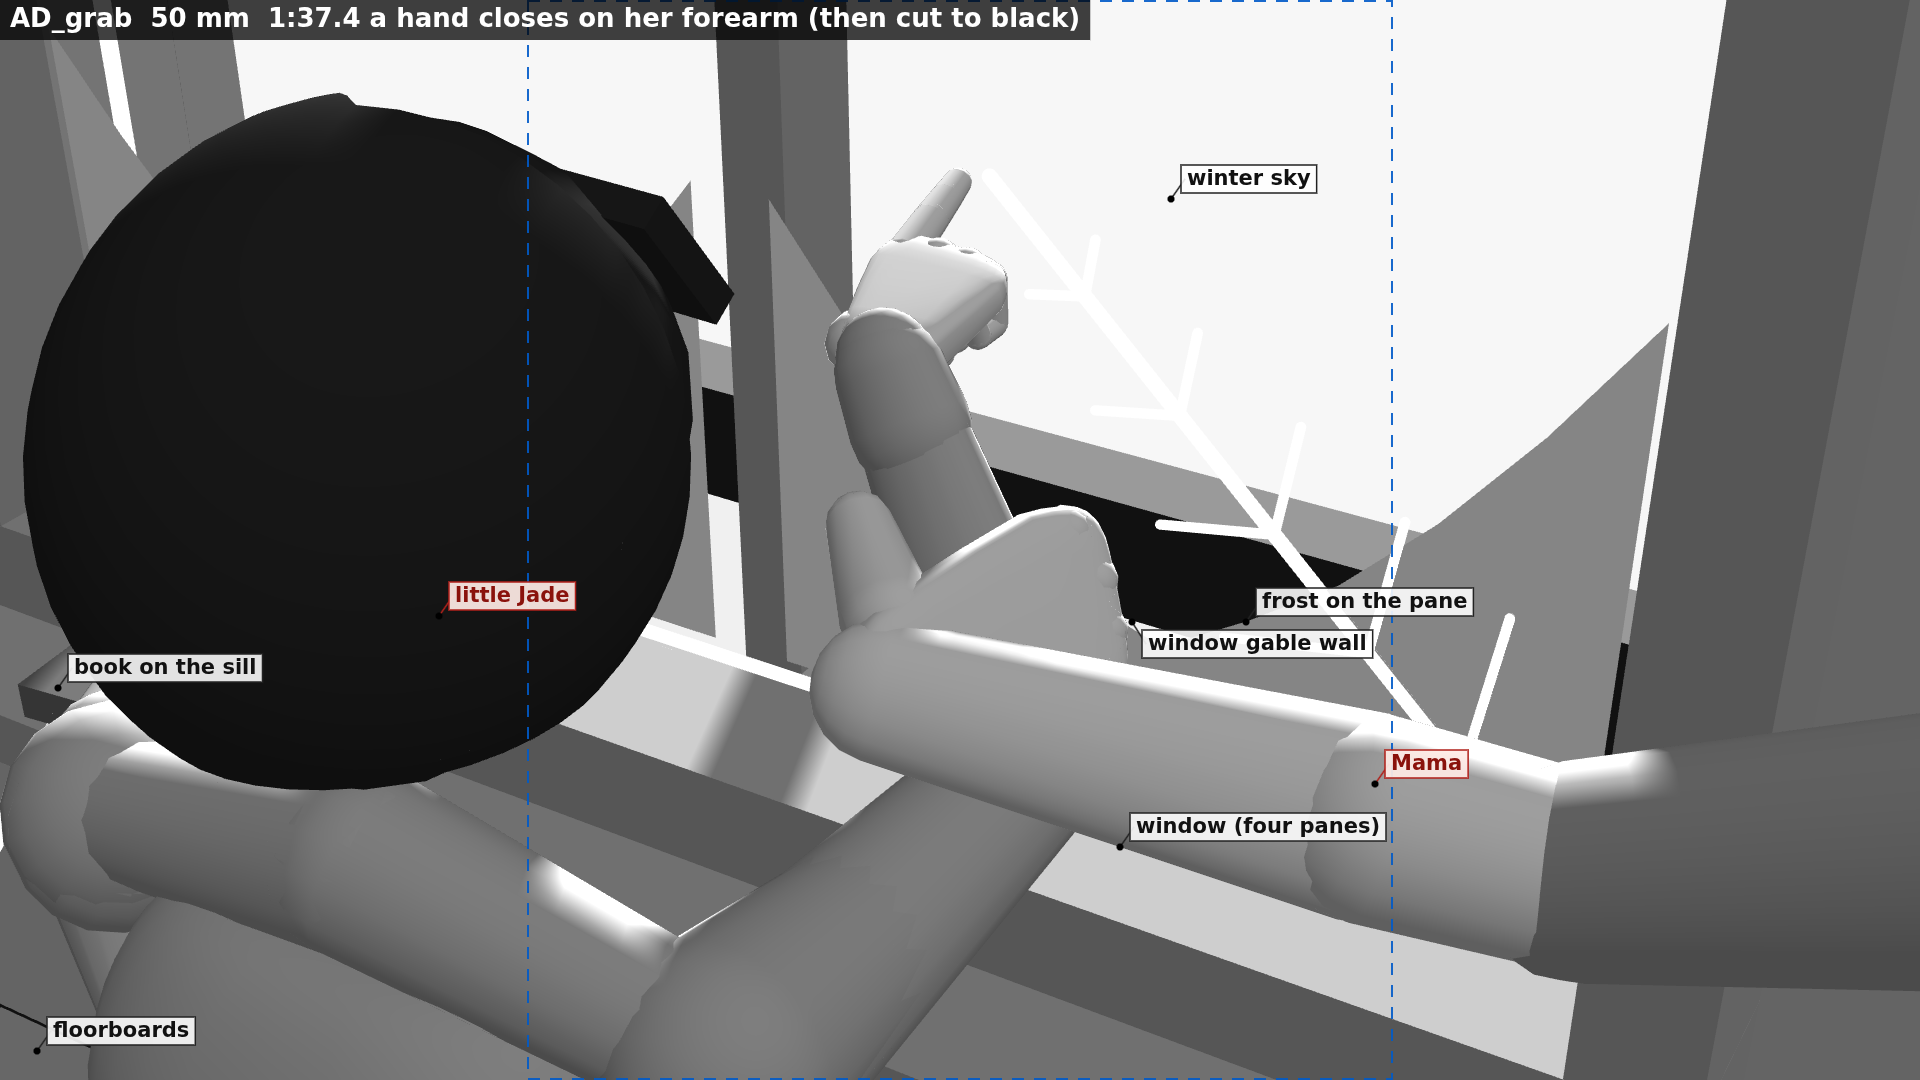 AD_grab  50 mm  1:37.4 a hand closes on her forearm (then cut to black)
winter sky
little Jade
frost on the pane
window gable wall
book on the sill
Mama
window (four panes)
floorboards